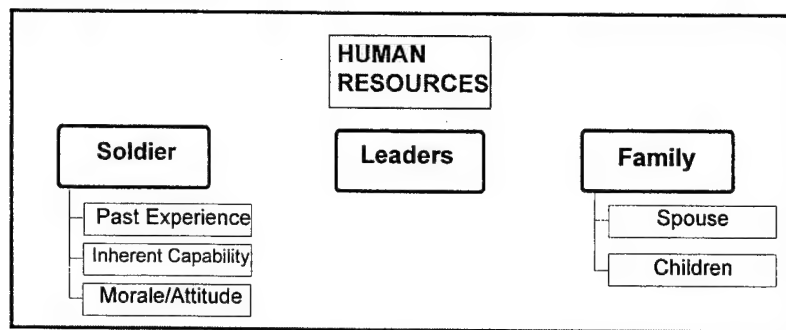 HUMAN
RESOURCES
Soldier
Leaders
Family
Past Experience
Inherent Capability
Morale/Attitude
Spouse
Children